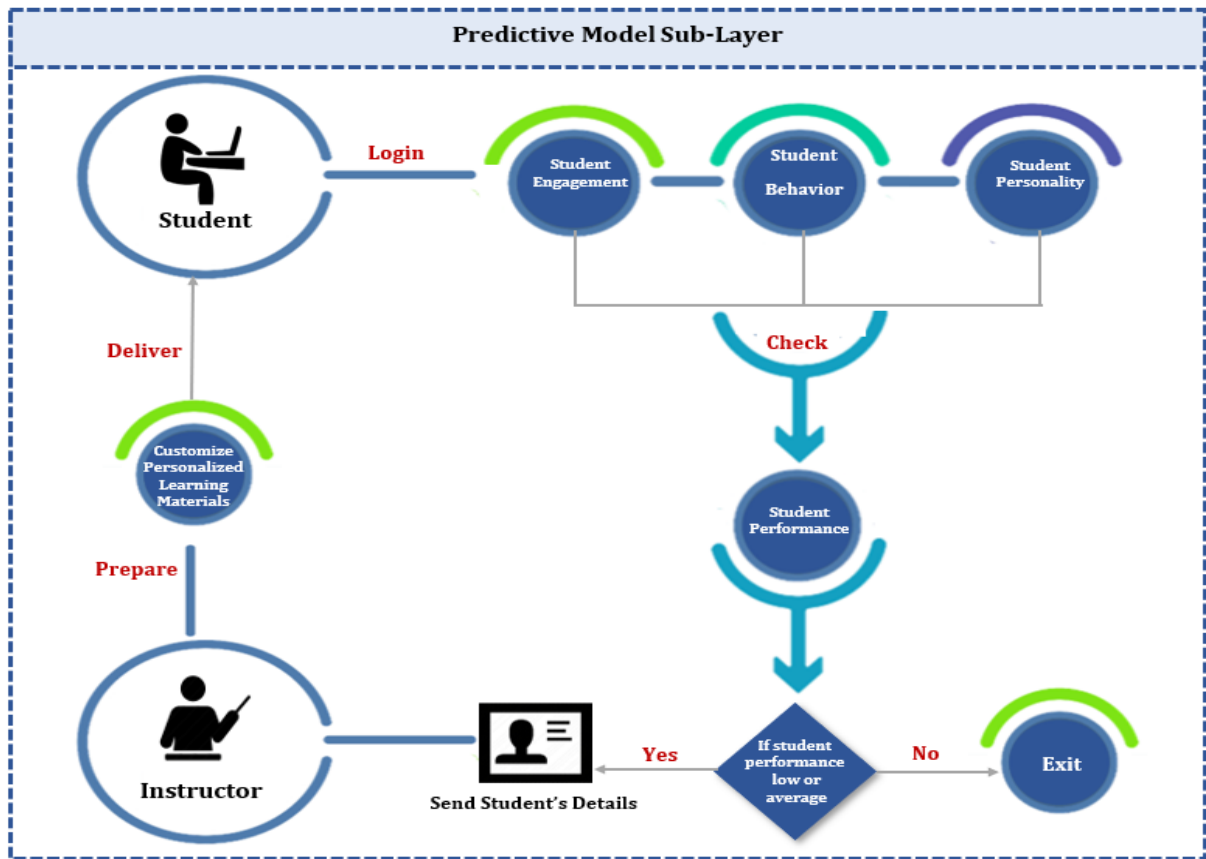 Predictive Model Sub-Layer
Student
Login
Student
Engagement
Student
Behavior
Student
Personality
Check
Deliver
Customize
Personalized
Learning
Materials
Student
Performance
Prepare
Instructor
Send Student's Details
Yes
If student
performance
low or
average
No
Exit